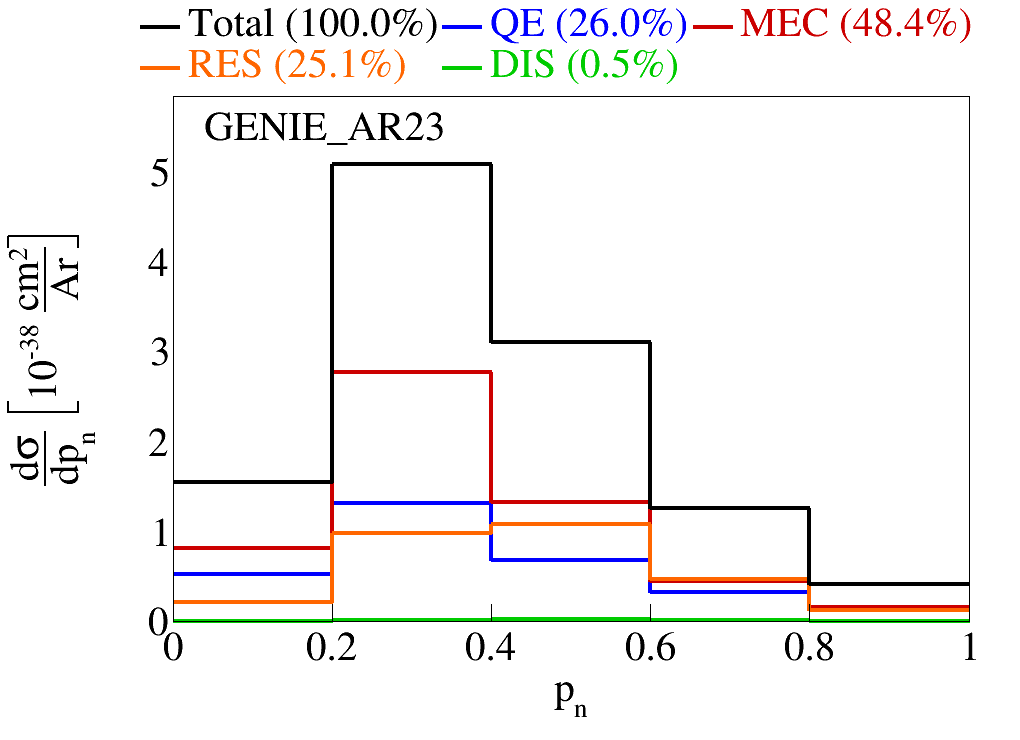 Total (100.0%) QE (26.0%) MEC (48.4%)
RES (25.1%) DIS (0.5%)
GENIE_AR23
dσ/dp_n [10^-38 cm^2/Ar]
5
4
3
2
1
0
0 0.2 0.4 0.6 0.8 1
p_n